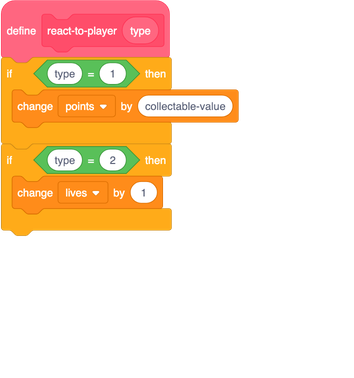 define react-to-player type
if type = 1 then
change points by collectable-value
if type = 2 then
change lives by 1